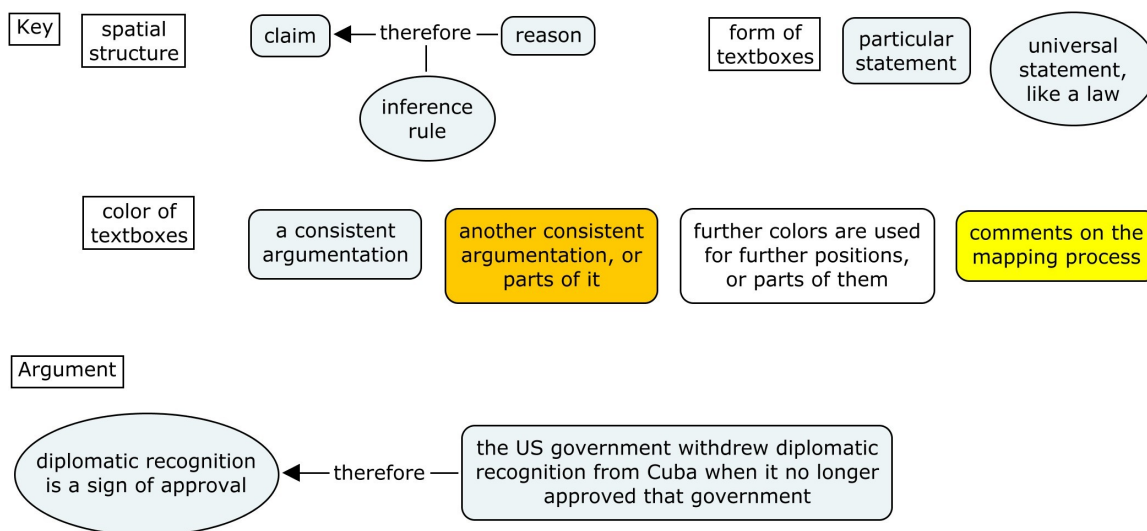 Key
spatial
structure
claim
therefore
reason
inference
rule
form of
textboxes
particular
statement
universal
statement,
like a law
color of
textboxes
a consistent
argumentation
another consistent
argumentation, or
parts of it
further colors are used
for further positions,
or parts of them
comments on the
mapping process
Argument
diplomatic recognition
is a sign of approval
therefore
the US government withdrew diplomatic
recognition from Cuba when it no longer
approved that government